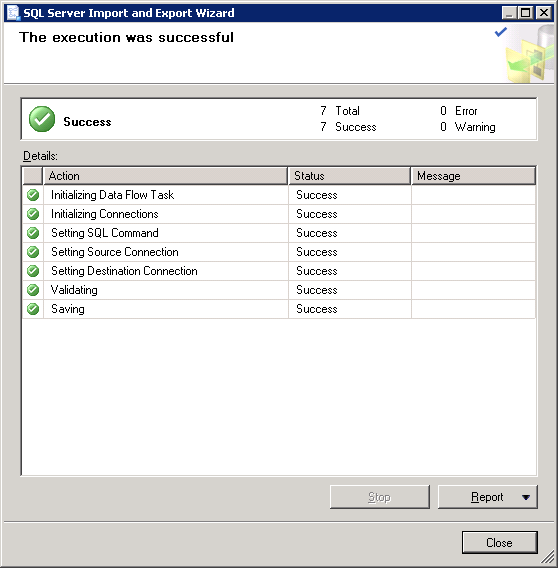 SQL Server Import and Export Wizard
The execution was successful
Success
7 Total 0 Error
7 Success 0 Warning
Details:
Action Status Message
Initializing Data Flow Task Success
Initializing Connections Success
Setting SQL Command Success
Setting Source Connection Success
Setting Destination Connection Success
Validating Success
Saving Success
Stop Report
Close